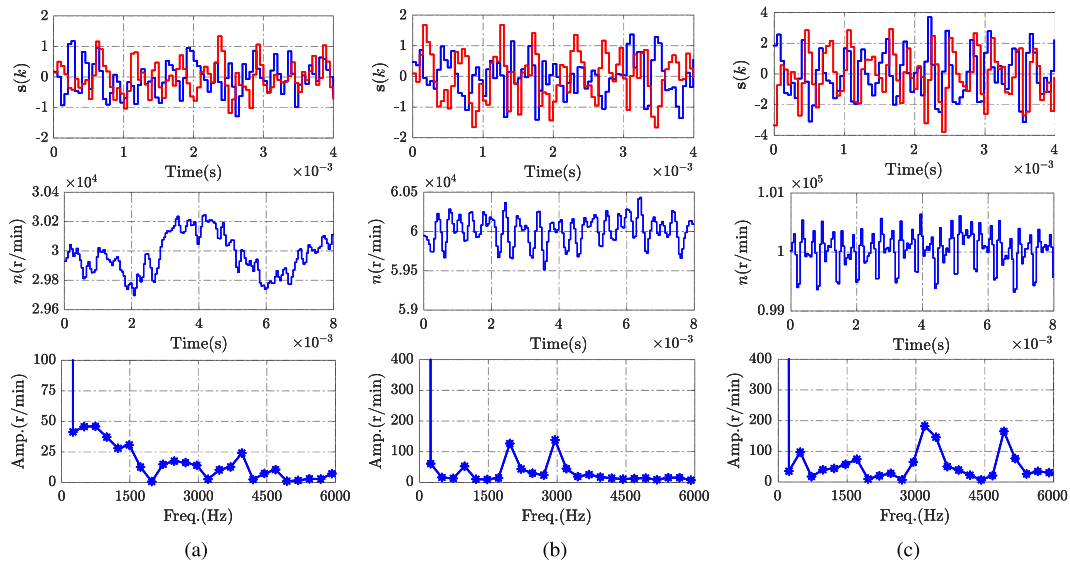 2
1
0
-1
-2
s(k)
0 1 2 3 4
Time(s) ×10⁻³
×10⁴
3.04
3.02
3
2.98
2.96
n(r/min)
0 2 4 6 8
Time(s) ×10⁻³
100
75
50
25
0
Amp.(r/min)
0 1500 3000 4500 6000
Freq.(Hz)
(a)
2
1
0
-1
-2
s(k)
0 1 2 3 4
Time(s) ×10⁻³
×10⁴
6.05
6
5.95
5.9
n(r/min)
0 2 4 6 8
Time(s) ×10⁻³
400
300
200
100
0
Amp.(r/min)
0 1500 3000 4500 6000
Freq.(Hz)
(b)
4
2
0
-2
-4
s(k)
0 1 2 3 4
Time(s) ×10⁻³
×10⁵
1.01
1
0.99
n(r/min)
0 2 4 6 8
Time(s) ×10⁻³
400
300
200
100
0
Amp.(r/min)
0 1500 3000 4500 6000
Freq.(Hz)
(c)